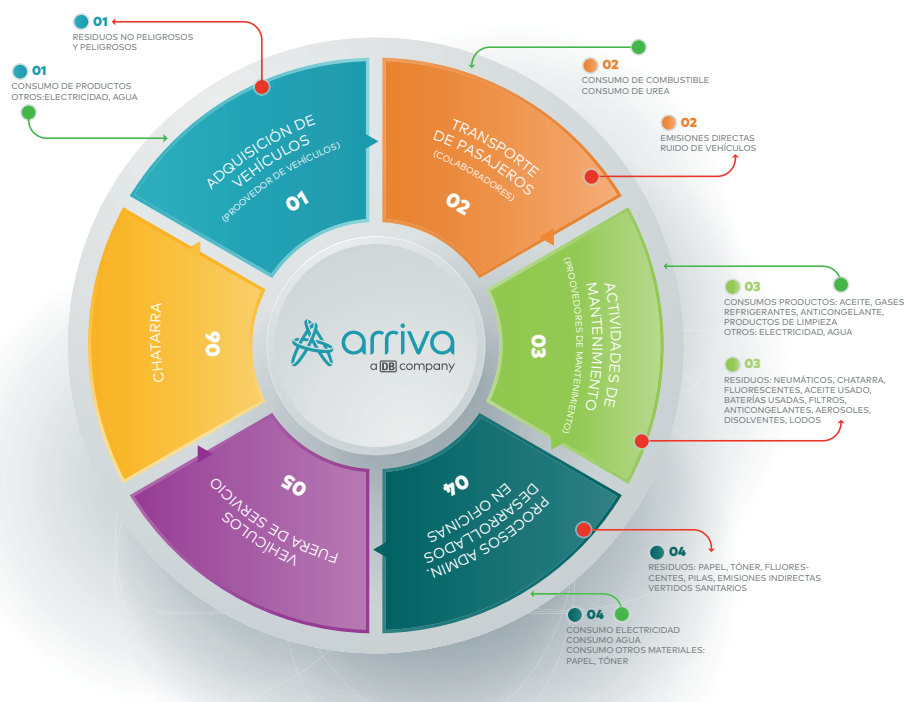 01
RESIDUOS NO PELIGROSOS
Y PELIGROSOS
01
CONSUMO DE PRODUCTOS
OTROS:ELECTRICIDAD, AGUA
ADQUISICIÓN DE
VEHÍCULOS
(PROOVEDOR DE VEHÍCULOS)
01
TRANSPORTE
DE PASAJEROS
(COLABORADORES)
02
02
CONSUMO DE COMBUSTIBLE
CONSUMO DE UREA
02
EMISIONES DIRECTAS
RUIDO DE VEHÍCULOS
ACTIVIDADES DE
MANTENIMIENTO
(PROOVEDORES DE MANTENIMIENTO)
03
03
CONSUMOS PRODUCTOS: ACEITE, GASES
REFRIGERANTES, ANTICONGELANTE,
PRODUCTOS DE LIMPIEZA
OTROS: ELECTRICIDAD, AGUA
03
RESIDUOS: NEUMÁTICOS, CHATARRA,
FLUORESCENTES, ACEITE USADO,
BATERÍAS USADAS, FILTROS,
ANTICONGELANTES, AEROSOLES,
DISOLVENTES, LODOS
arriva
a DB company
PROCESOS ADMIN.
DESARROLLADOS
EN OFICINAS
04
04
RESIDUOS: PAPEL, TÓNER, FLUORES-
CENTES, PILAS, EMISIONES INDIRECTAS
VERTIDOS SANITARIOS
04
CONSUMO ELECTRICIDAD
CONSUMO AGUA
CONSUMO OTROS MATERIALES:
PAPEL, TÓNER
VEHÍCULOS
FUERA DE SERVICIO
05
CHATARRA
06